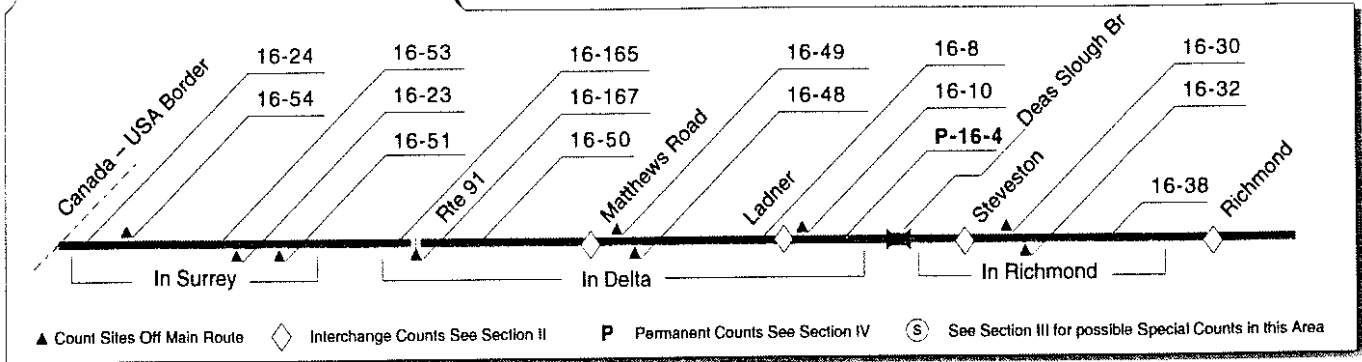 Canada – USA Border
16-24
16-54
16-53
16-23
16-51
Rte 91
16-165
16-167
16-50
Matthews Road
16-49
16-48
Ladner
16-8
16-10
P-16-4
Deas Slough Br
Steveston
16-30
16-32
16-38
Richmond
In Surrey
In Delta
In Richmond
▲ Count Sites Off Main Route ◇ Interchange Counts See Section II P Permanent Counts See Section IV Ⓢ See Section III for possible Special Counts in this Area